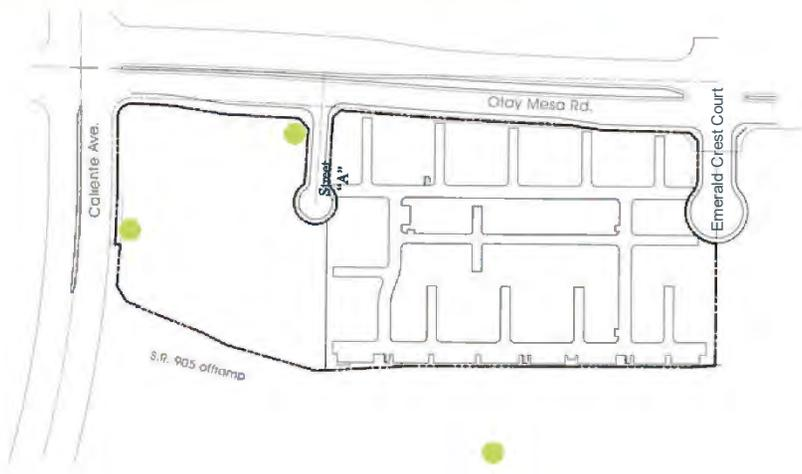 Otay Mesa Rd.
Caliente Ave.
Street
"A"
Emerald Crest Court
S.R. 905 offramp